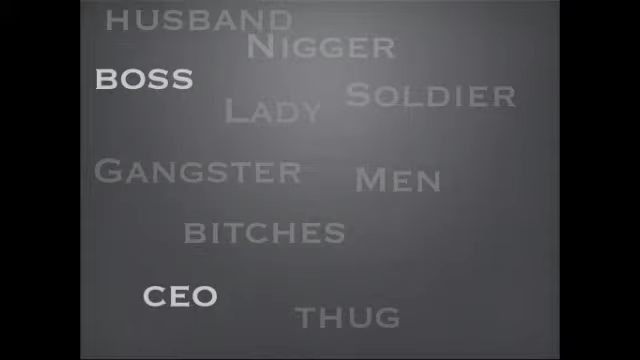 HUSBAND
NIGGER
BOSS
SOLDIER
LADY
GANGSTER
MEN
BITCHES
CEO
THUG